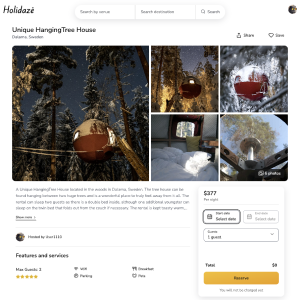 Holidaze
Search by venue
Search destination
Search
Unique HangingTree House
Dalarna, Sweden
Share
Save
6 photos
A Unique HangingTree house located in the woods in Dalarna, Sweden. The tree house can be
found hanging between two huge trees and is a wonderful place to truly feel away from it all. The
rental can sleep two guests as there is a double bed inside, although one additional youngster can
sleep on the twin bed that folds out from the couch if necessary. The rental is kept toasty warm...
Show more
$377
Per night
Start date
Select date
End date
Select date
Guests
1 guest
Hosted by
Features and services
Max Guests: 3
Wifi
Breakfast
Parking
Pets
Total
$0
Reserve
You will not be charged yet